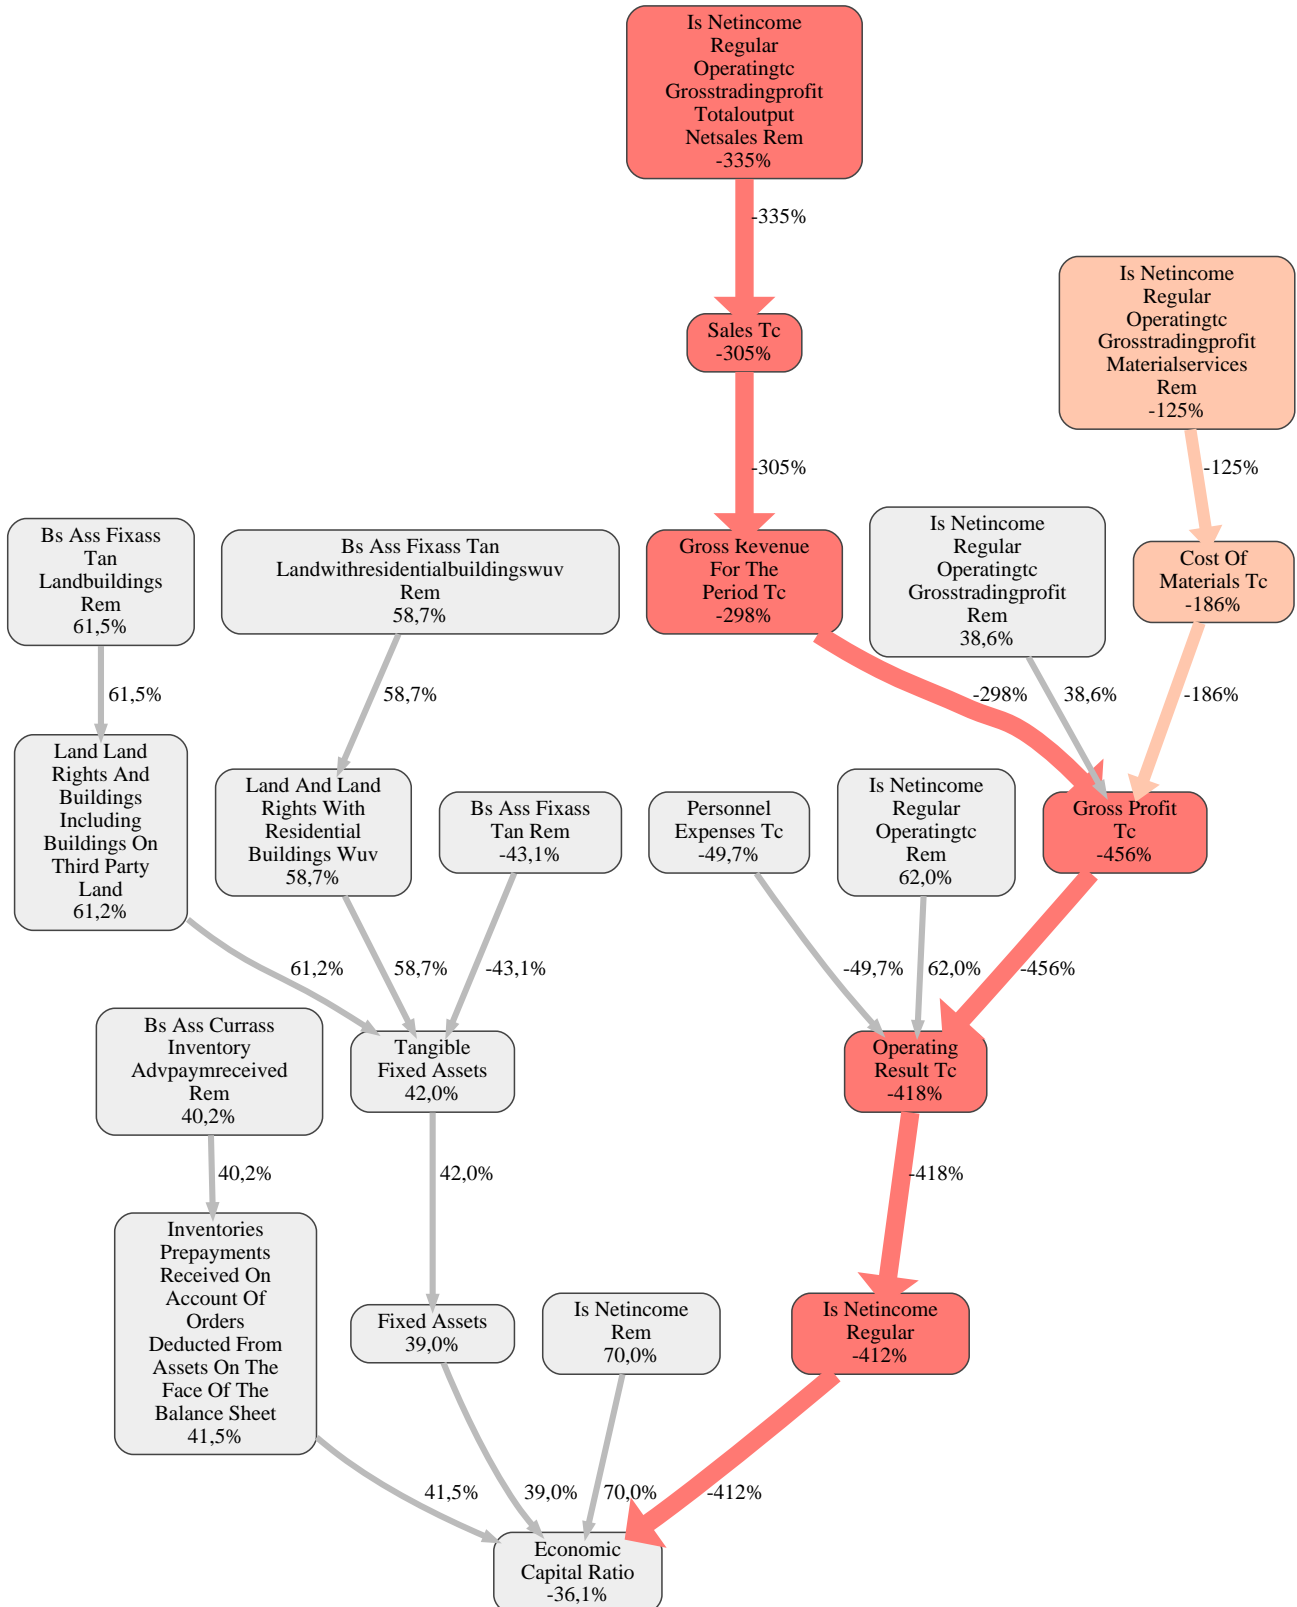 Is Netincome
Regular
Operatingtc
Grosstradingprofit
Totaloutput
Netsales Rem
-335%
-335%
Is Netincome
Regular
Operatingtc
Grosstradingprofit
Materialservices
Rem
-125%
Sales Tc
-305%
-305%
-125%
Bs Ass Fixass
Tan
Landbuildings
Rem
61,5%
Bs Ass Fixass Tan
Landwithresidentialbuildingswuv
Rem
58,7%
Gross Revenue
For The
Period Tc
-298%
Is Netincome
Regular
Operatingtc
Grosstradingprofit
Rem
38,6%
Cost Of
Materials Tc
-186%
61,5%
58,7%
-298%
38,6%
-186%
Land Land
Rights And
Buildings
Including
Buildings On
Third Party
Land
61,2%
Land And Land
Rights With
Residential
Buildings Wuv
58,7%
Bs Ass Fixass
Tan Rem
-43,1%
Personnel
Expenses Tc
-49,7%
Is Netincome
Regular
Operatingtc
Rem
62,0%
Gross Profit
Tc
-456%
61,2%
58,7%
-43,1%
-49,7%
62,0%
-456%
Bs Ass Currass
Inventory
Advpaymreceived
Rem
40,2%
Tangible
Fixed Assets
42,0%
Operating
Result Tc
-418%
40,2%
42,0%
-418%
Inventories
Prepayments
Received On
Account Of
Orders
Deducted From
Assets On The
Face Of The
Balance Sheet
41,5%
Fixed Assets
39,0%
Is Netincome
Rem
70,0%
Is Netincome
Regular
-412%
41,5%
39,0%
70,0%
-412%
Economic
Capital Ratio
-36,1%